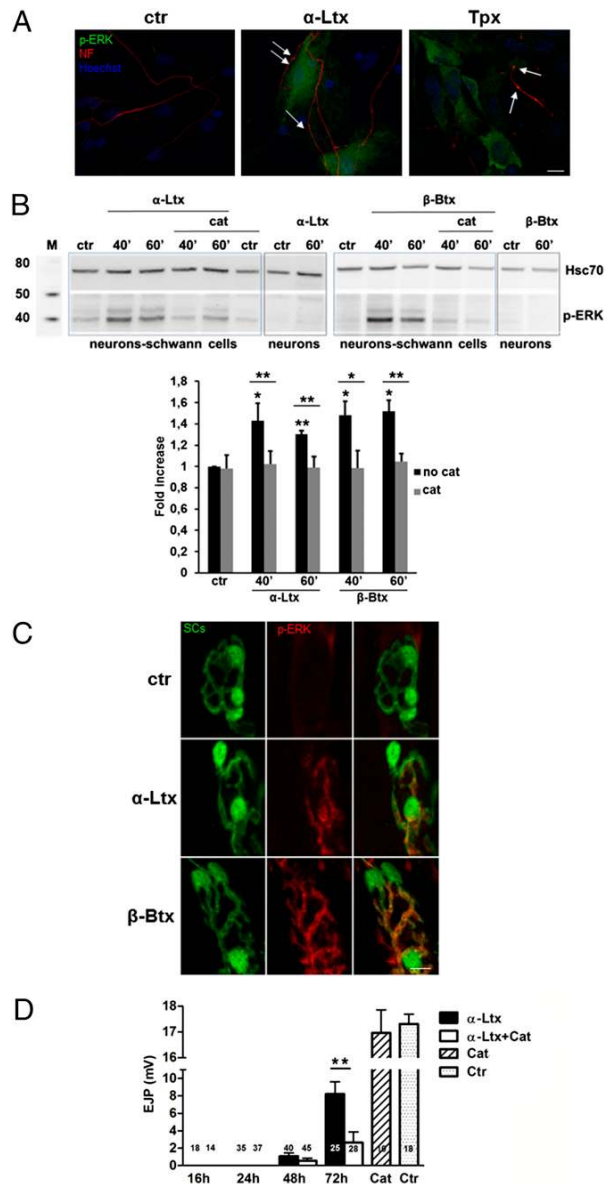 A
ctr α-Ltx Tpx
p-ERK
NF
Hoechst
B
α-Ltx β-Btx
cat α-Ltx cat β-Btx
M ctr 40’ 60’ 40’ 60’ ctr ctr 60’ ctr 40’ 60’ 40’ 60’ ctr 60’
80
Hsc70
50
40
p-ERK
neurons-schwann cells neurons neurons-schwann cells neurons
1,8
1,6
1,4
1,2
1
0,8
0,6
0,4
0,2
0
Fold increase
** ** * **
* ** * *
no cat
cat
ctr 40’ 60’ 40’ 60’
α-Ltx β-Btx
C
SCs p-ERK
ctr
α-Ltx
β-Btx
D
18
17
16
10
8
6
4
2
0
EJP (mV)
**
18 14 35 37 40 45 25 28 18
16h 24h 48h 72h Cat Ctr
α-Ltx
α-Ltx+Cat
Cat
Ctr